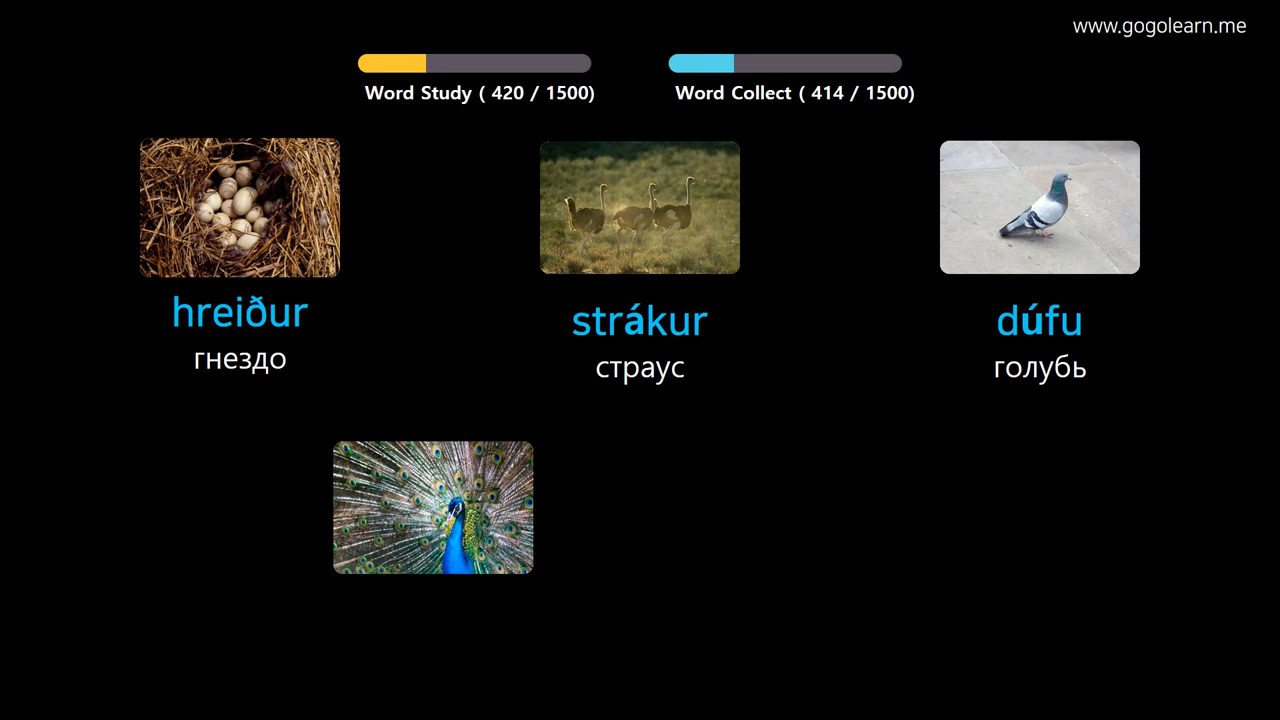 www.gogolearn.me
Word Study ( 420 / 1500)
Word Collect ( 414 / 1500)
hreiður
гнездо
strákur
страус
dúfu
голубь